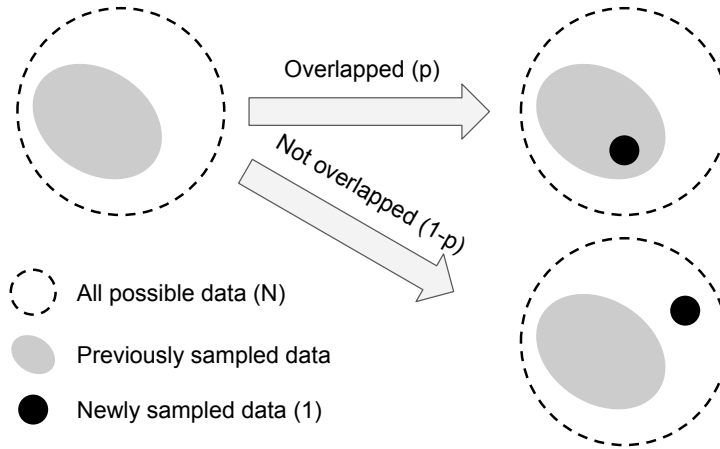 Overlapped (p)
Not overlapped (1-p)
All possible data (N)
Previously sampled data
Newly sampled data (1)